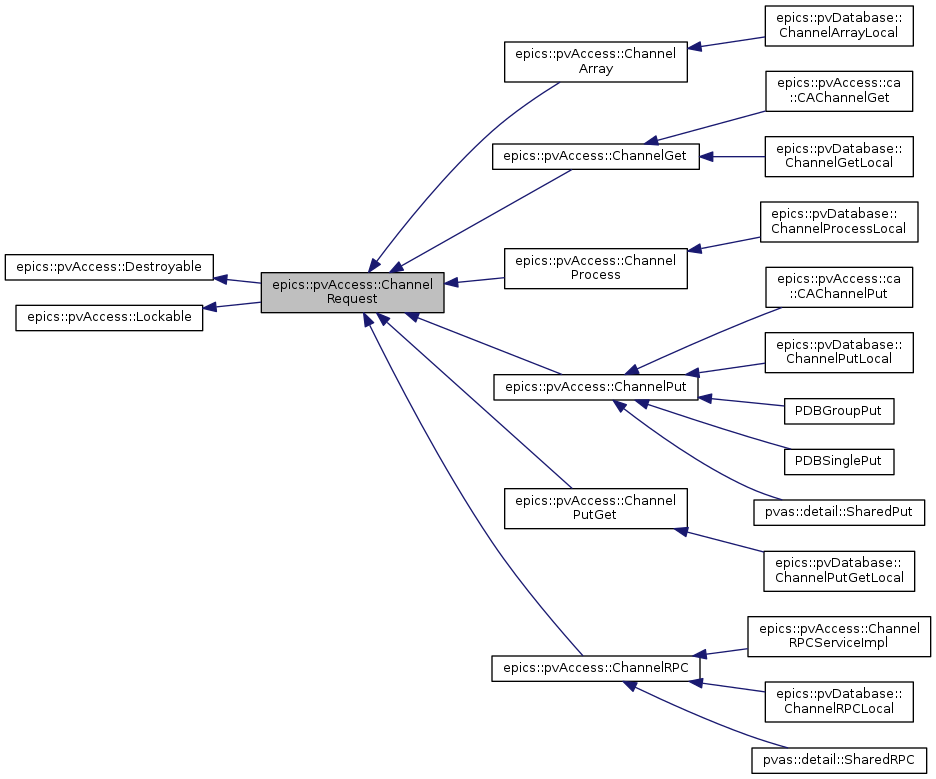 epics::pvAccess::Destroyable
epics::pvAccess::Lockable
epics::pvAccess::Channel
Request
epics::pvAccess::Channel
Array
epics::pvAccess::ChannelGet
epics::pvAccess::Channel
Process
epics::pvAccess::ChannelPut
epics::pvAccess::Channel
PutGet
epics::pvAccess::ChannelRPC
epics::pvDatabase::
ChannelArrayLocal
epics::pvAccess::ca
::CAChannelGet
epics::pvDatabase::
ChannelGetLocal
epics::pvDatabase::
ChannelProcessLocal
epics::pvAccess::ca
::CAChannelPut
epics::pvDatabase::
ChannelPutLocal
PDBGroupPut
PDBSinglePut
pvas::detail::SharedPut
epics::pvDatabase::
ChannelPutGetLocal
epics::pvAccess::Channel
RPCServiceImpl
epics::pvDatabase::
ChannelRPCLocal
pvas::detail::SharedRPC